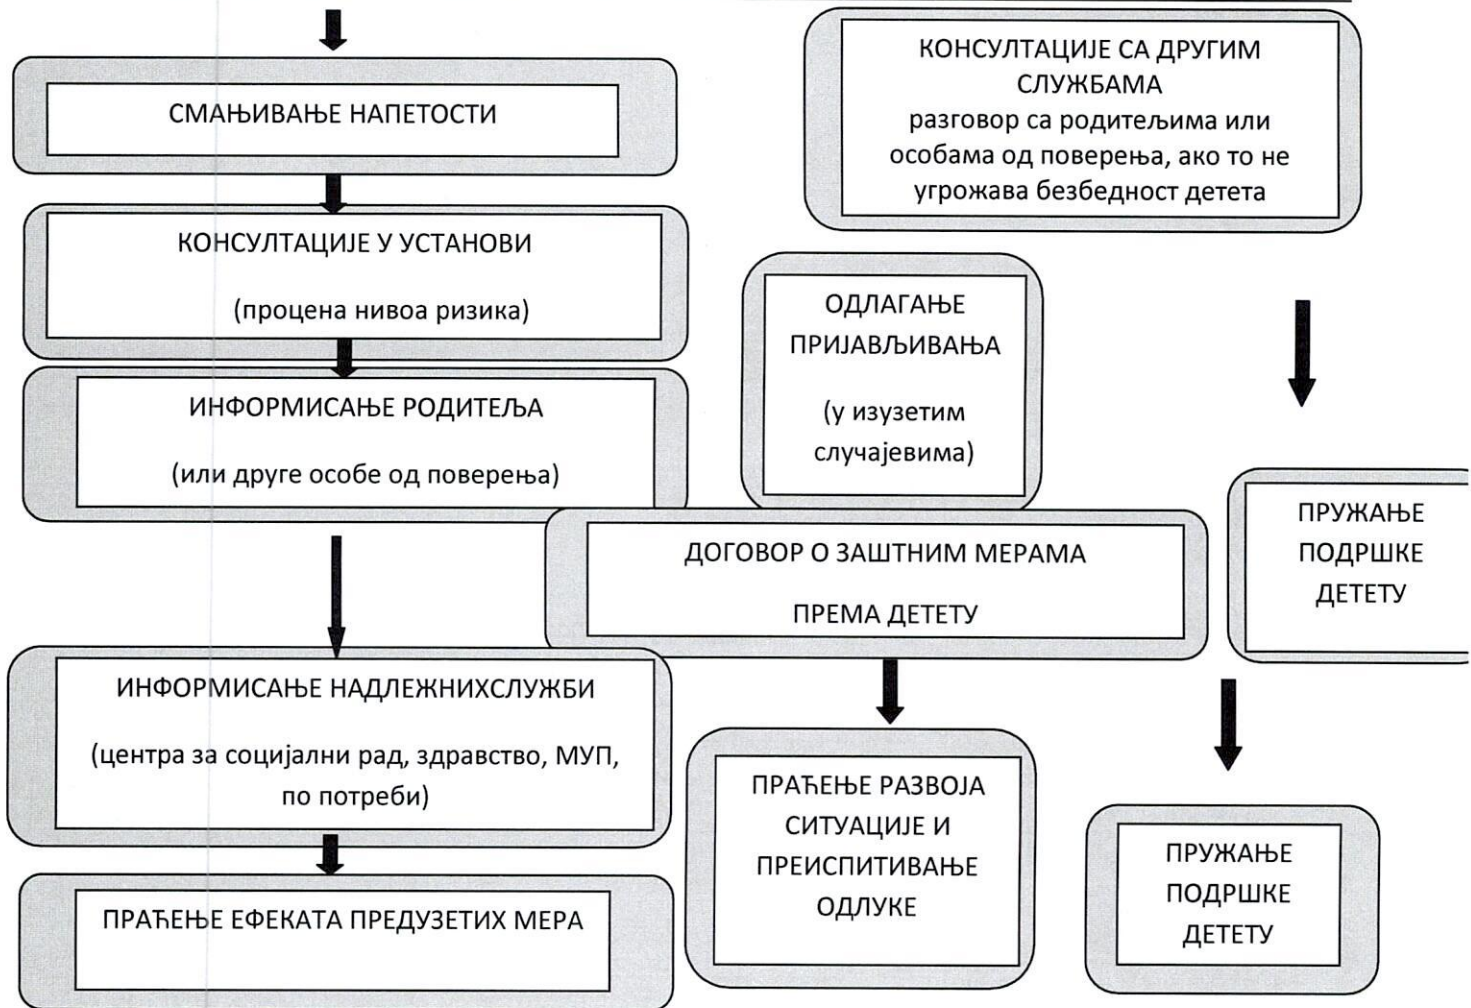 СМАЊИВАЊЕ НАПЕТОСТИ
КОНСУЛТАЦИЈЕ У УСТАНОВИ
(процена нивоа ризика)
ИНФОРМИСАЊЕ РОДИТЕЉА
(или друге особе од поверења)
ИНФОРМИСАЊЕ НАДЛЕЖНИХСЛУЖБИ
(центра за социјални рад, здравство, МУП,
по потреби)
ПРАЋЕЊЕ ЕФЕКАТА ПРЕДУЗЕТИХ МЕРА
КОНСУЛТАЦИЈЕ СА ДРУГИМ
СЛУЖБАМА
разговор са родитељима или
особама од поверења, ако то не
угрожава безбедност детета
ОДЛАГАЊЕ
ПРИЈАВЉИВАЊА
(у изузетим
случајевима)
ДОГОВОР О ЗАШТНИМ МЕРАМА
ПРЕМА ДЕТЕТУ
ПРАЋЕЊЕ РАЗВОЈА
СИТУАЦИЈЕ И
ПРЕИСПИТИВАЊЕ
ОДЛУКЕ
ПРУЖАЊЕ
ПОДРШКЕ
ДЕТЕТУ
ПРУЖАЊЕ
ПОДРШКЕ
ДЕТЕТУ